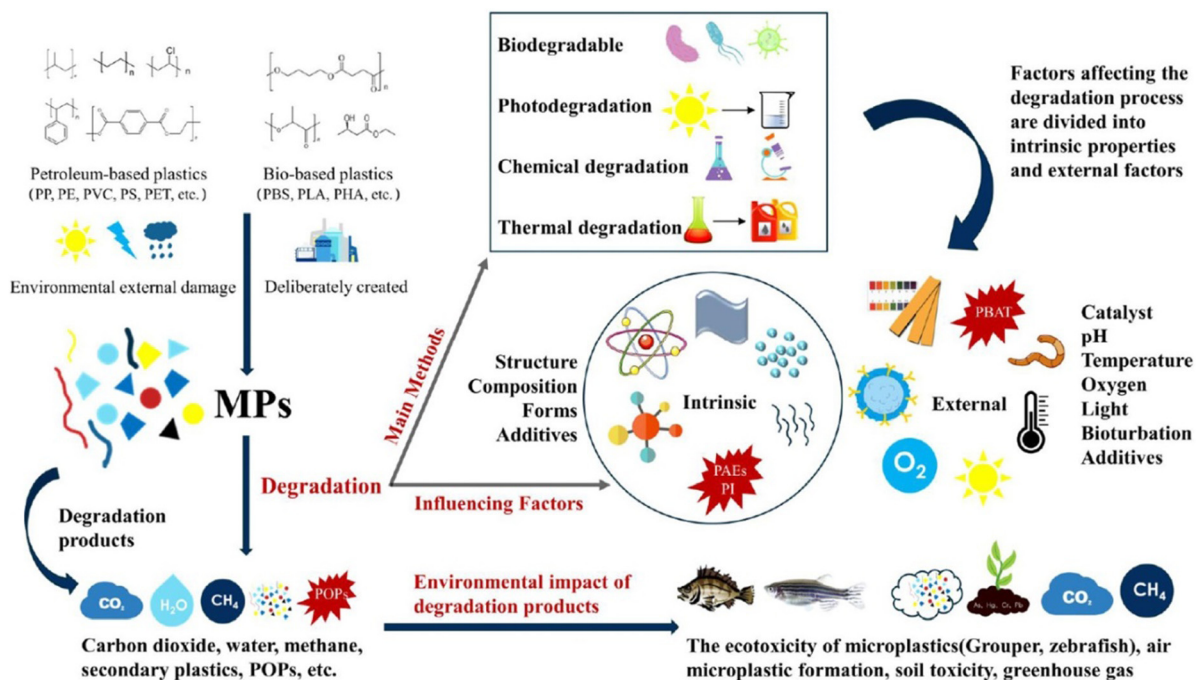 Cl
n
n
n
n
n
n
n
Petroleum-based plastics
(PP, PE, PVC, PS, PET, etc.)
Bio-based plastics
(PBS, PLA, PHA, etc.)
Environmental external damage
Deliberately created
MPs
Degradation
Degradation
products
CO₂
H₂O
CH₄
POPs
Carbon dioxide, water, methane,
secondary plastics, POPs, etc.
Main Methods
Biodegradable
Photodegradation
Chemical degradation
Thermal degradation
Influencing Factors
Structure
Composition
Forms
Additives
Intrinsic
PAEs
PI
Factors affecting the
degradation process
are divided into
intrinsic properties
and external factors
PBAT
External
O₂
Catalyst
pH
Temperature
Oxygen
Light
Bioturbation
Additives
Environmental impact of
degradation products
As, Hg, Cr, Pb
CO₂
CH₄
The ecotoxicity of microplastics(Grouper, zebrafish), air
microplastic formation, soil toxicity, greenhouse gas